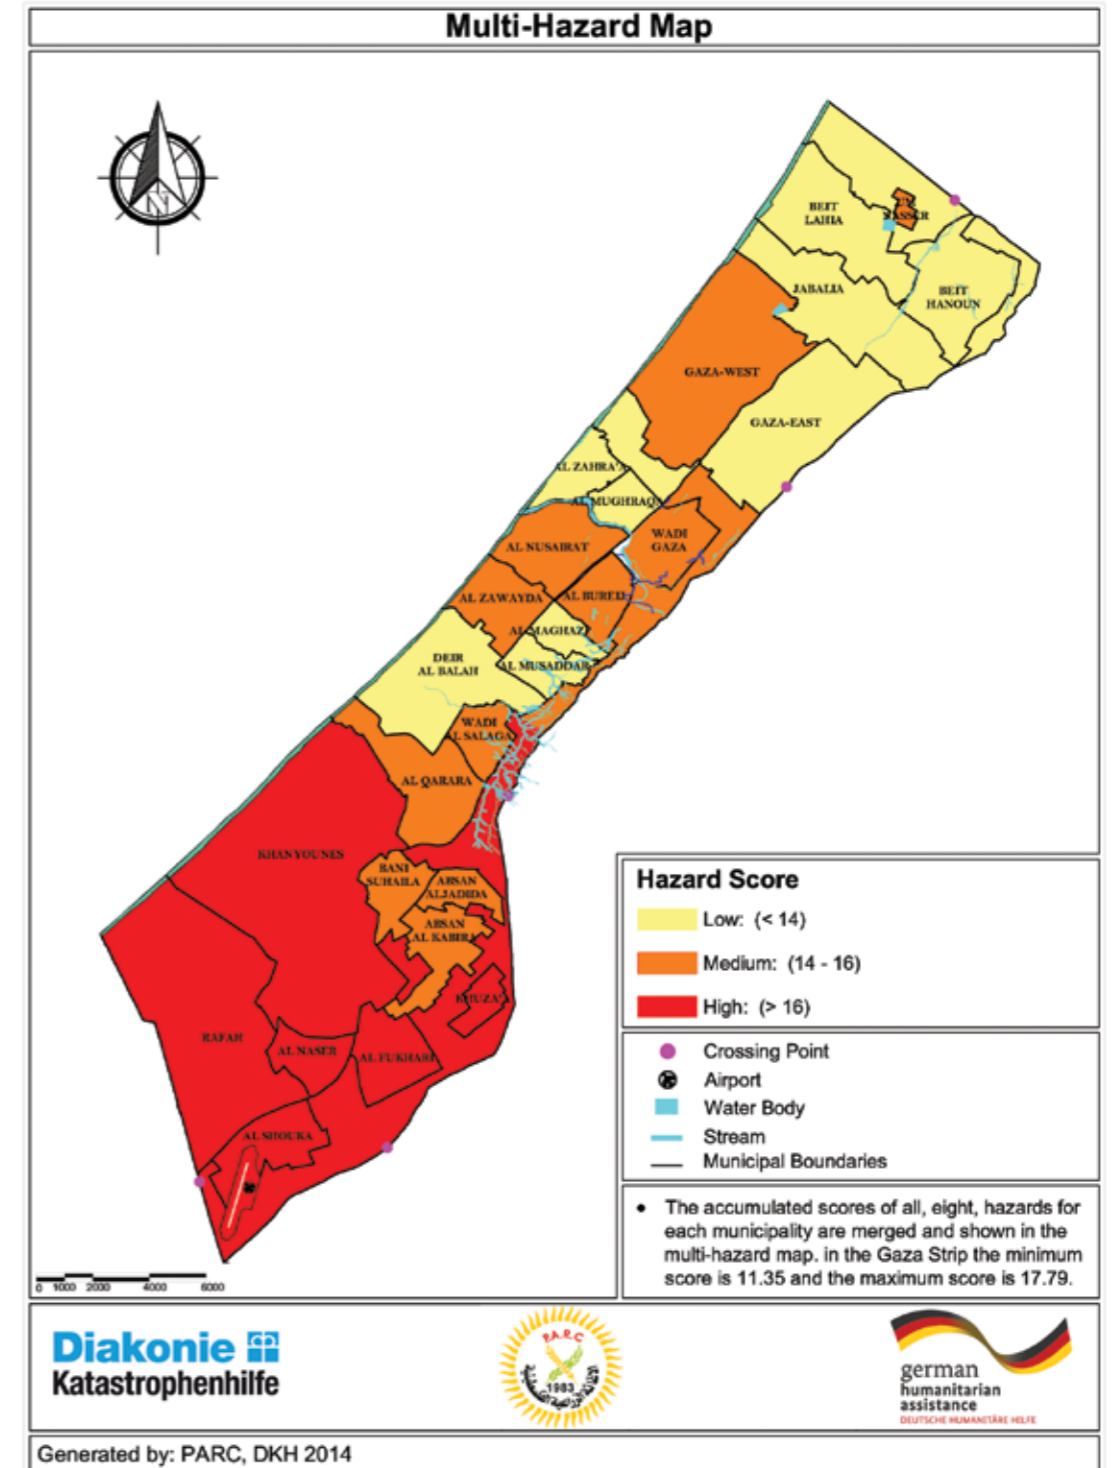 Multi-Hazard Map
N
BEIT
LAHIA
NASSER
JABALIA
BEIT
HANOUN
GAZA-WEST
GAZA-EAST
AL ZAHRA'A
AL MUGHRAQA
WADI
GAZA
AL NUSAIRAT
AL ZAWAYDA
AL BUREIJ
AL MAGHAZI
DEIR
AL BALAH
AL MUSADDAR
WADI
AL SALAGA
AL QARARA
KHANYOUNES
BANI
SUHAILA
ABSAN
ALJADIDA
ABSAN
AL KABIRA
KHUZA'A
RAFAH
AL NASER
AL FUKHARI
AL SHOUKA
0 1000 2000 4000 6000
Hazard Score
Low: (< 14)
Medium: (14 - 16)
High: (> 16)
Crossing Point
Airport
Water Body
Stream
Municipal Boundaries
• The accumulated scores of all, eight, hazards for
each municipality are merged and shown in the
multi-hazard map. in the Gaza Strip the minimum
score is 11.35 and the maximum score is 17.79.
Diakonie
Katastrophenhilfe
P.A.R.C
1983
german
humanitarian
assistance
DEUTSCHE HUMANITÄRE HILFE
Generated by: PARC, DKH 2014